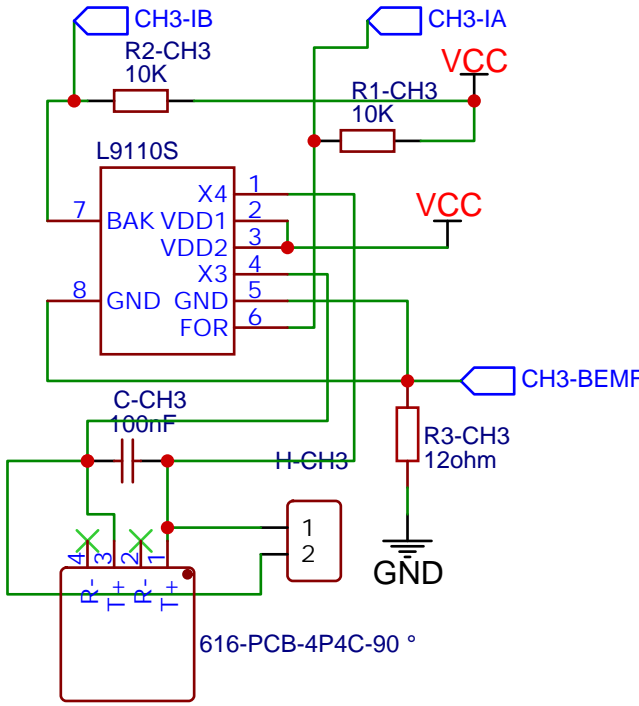 CH3-IB
CH3-IA
R2-CH3
10K
VCC
R1-CH3
10K
L9110S
X4 1
7 BAK VDD1 2
VDD2 3
X3 4
8 GND GND 5
FOR 6
VCC
CH3-BEMF
C-CH3
100nF
H-CH3
R3-CH3
12ohm
1
2
GND
4 3 2 1
R- T+ R- T+
616-PCB-4P4C-90 °